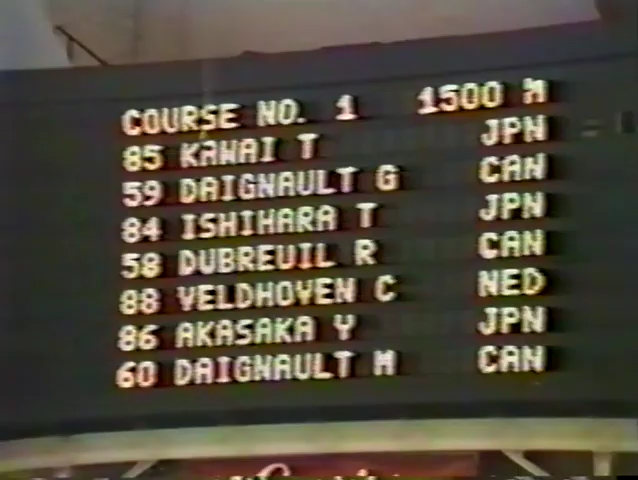 COURSE NO. 1 1500 M
85 KAWAI T JPN
59 DAIGNAULT G CAN
84 ISHIHARA T JPN
58 DUBREUIL R CAN
88 VELDHOVEN C NED
86 AKASAKA Y JPN
60 DAIGNAULT M CAN